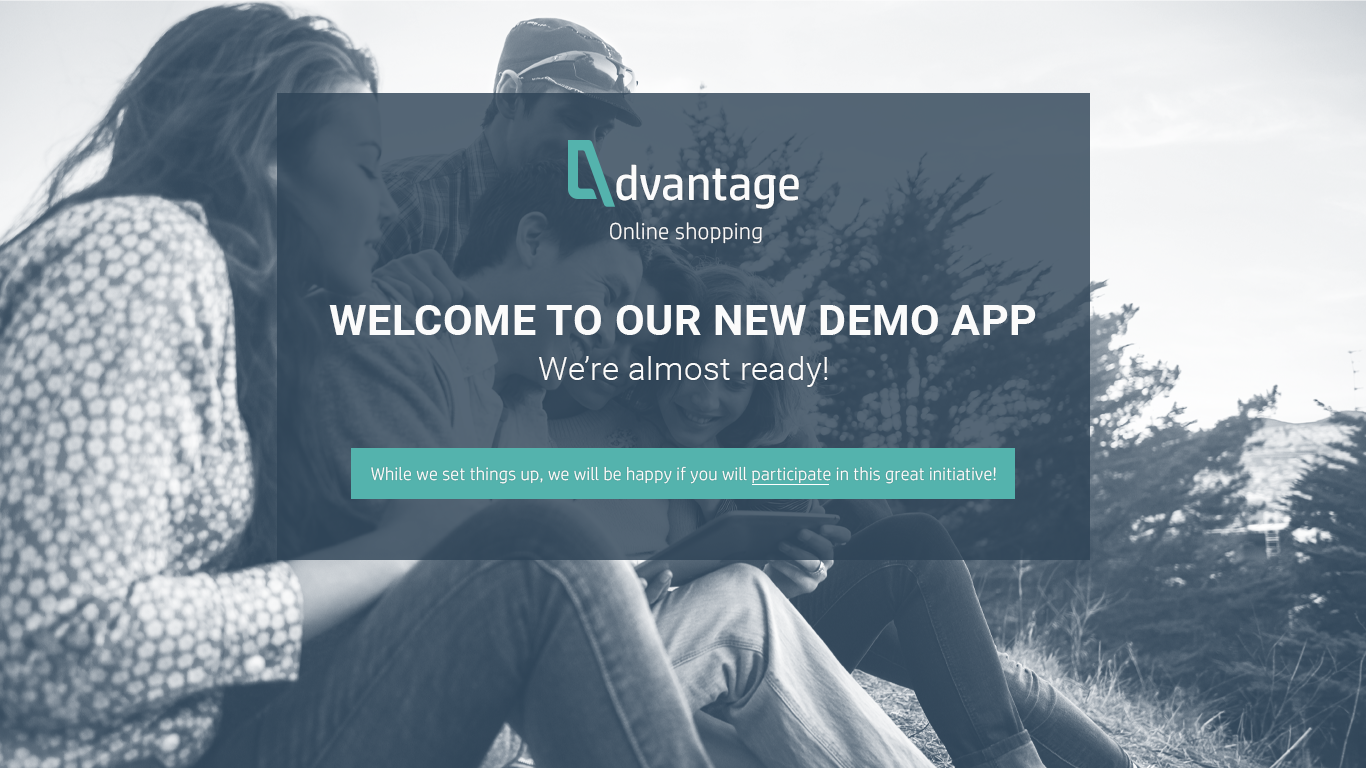 Advantage
Online shopping
WELCOME TO OUR NEW DEMO APP
We're almost ready!
While we set things up, we will be happy if you will participate in this great initiative!